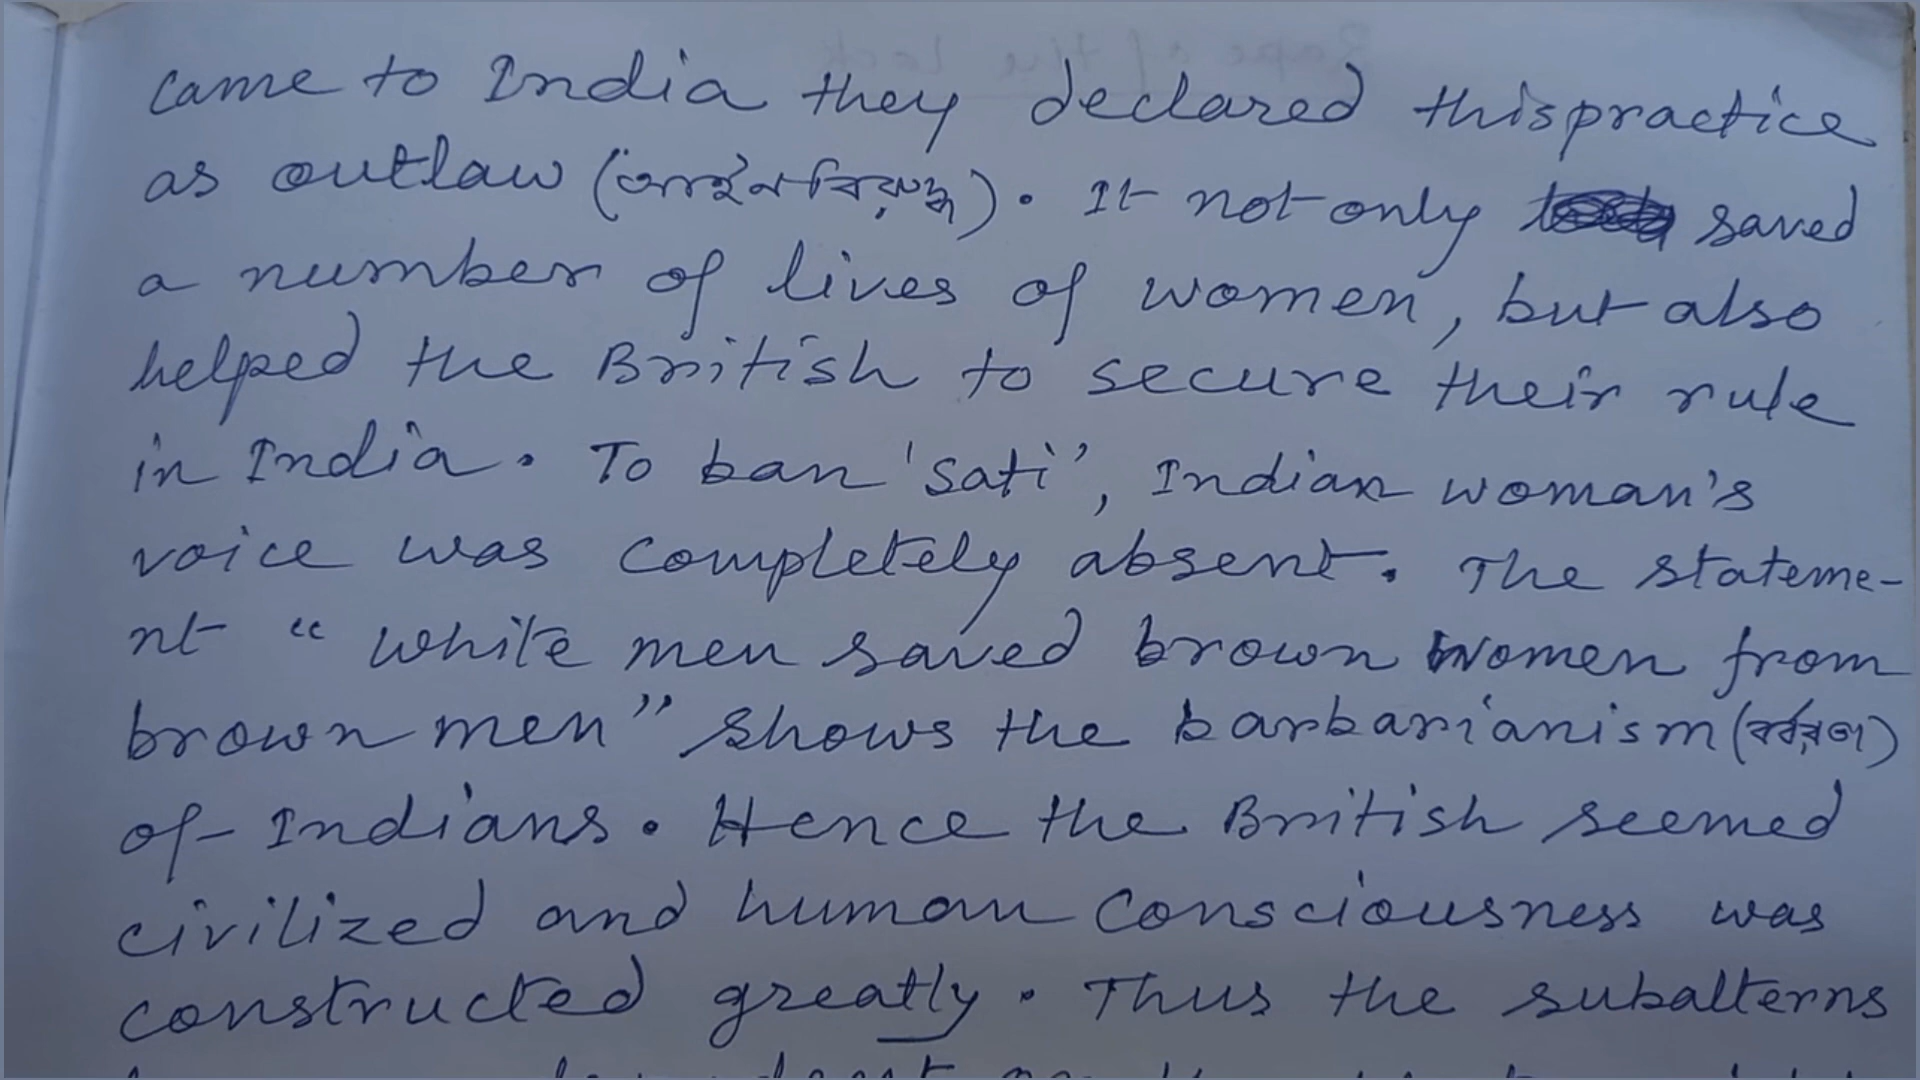 came to India they declared this practice
as outlaw (আইন বিরুদ্ধ). It not only saved
a number of lives of women, but also
helped the British to secure their rule
in India. To ban 'Sati', Indian woman's
voice was completely absent. The stateme-
nt "white men saved brown women from
brown men" shows the barbarianism (বর্বরতা)
of Indians. Hence the British seemed
civilized and human consciousness was
constructed greatly. Thus the subalterns